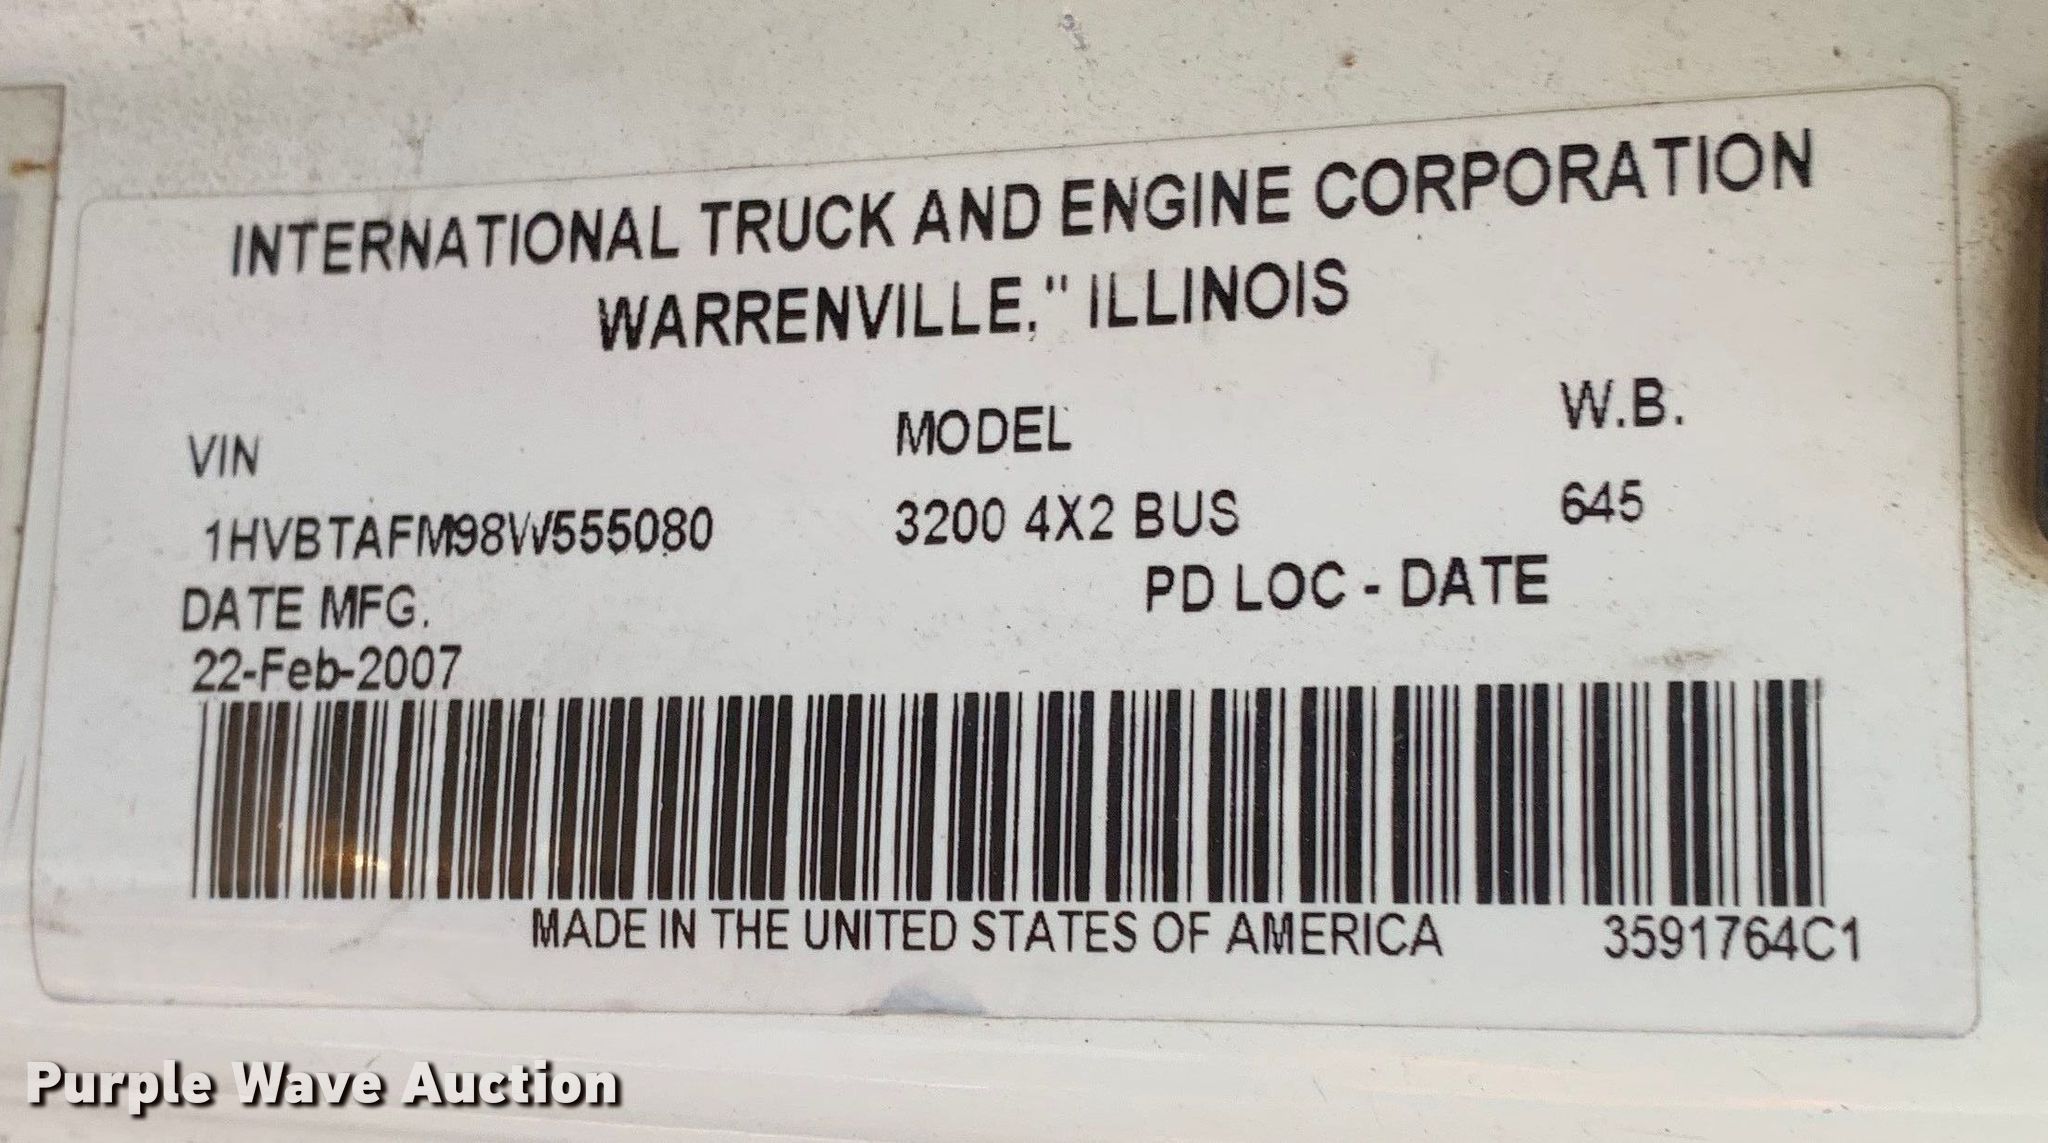 INTERNATIONAL TRUCK AND ENGINE CORPORATION
WARRENVILLE," ILLINOIS
VIN MODEL W.B.
1HVBTAFM98W555080 3200 4X2 BUS 645
DATE MFG. PD LOC - DATE
22-Feb-2007
MADE IN THE UNITED STATES OF AMERICA 3591764C1
Purple Wave Auction